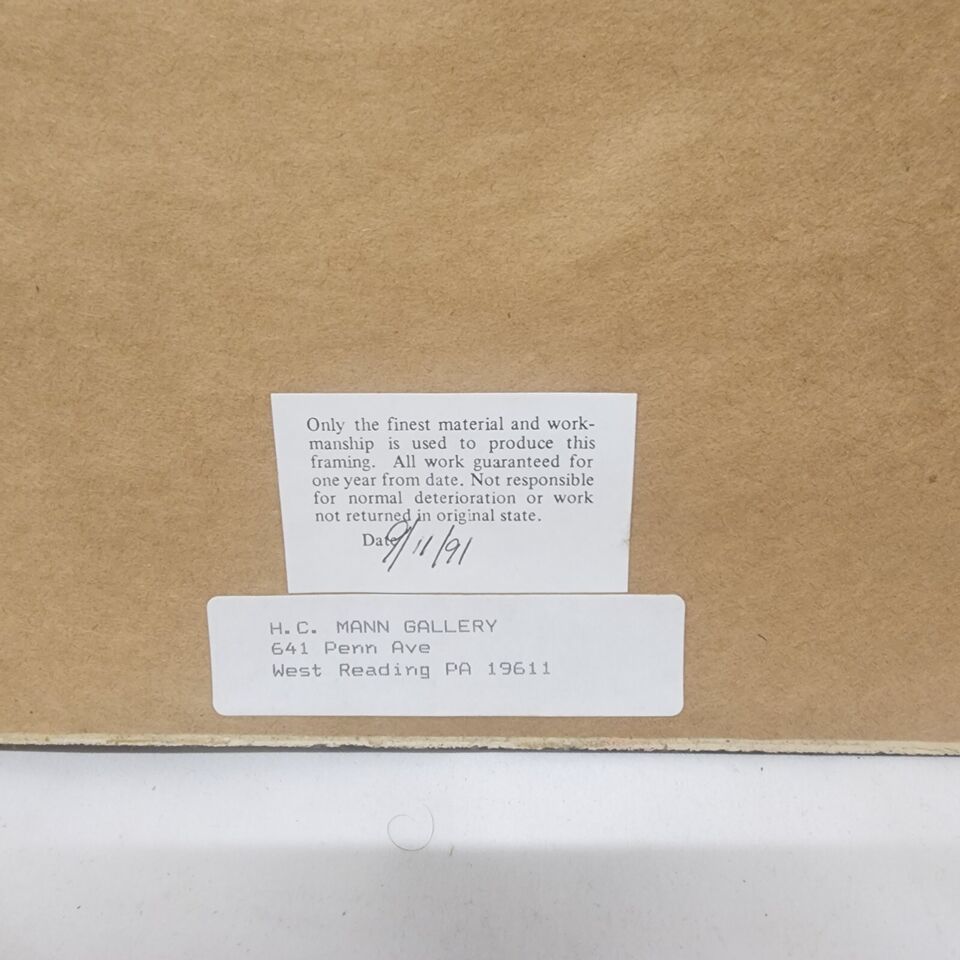 Only the finest material and work-
manship is used to produce this
framing. All work guaranteed for
one year from date. Not responsible
for normal deterioration or work
not returned in original state.
Date 9/11/91
H.C. MANN GALLERY
641 Penn Ave
West Reading PA 19611